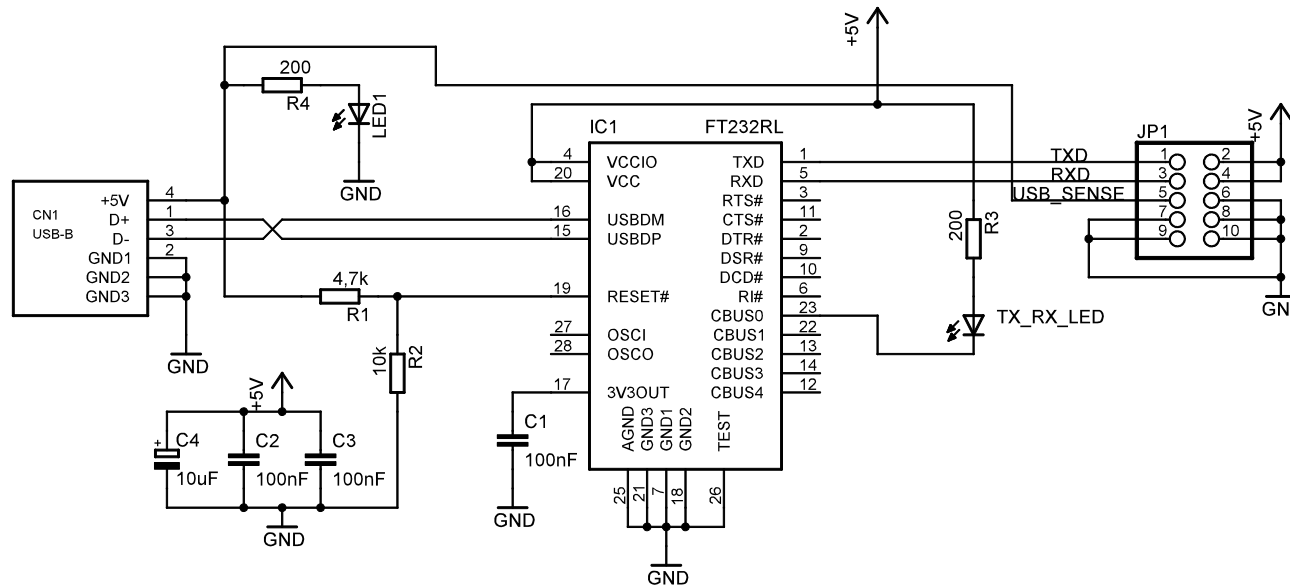 +5V
200
R4
LED1
GND
IC1
FT232RL
JP1
+5V
4
VCCIO
TXD
1
TXD
1
2
20
VCC
RXD
5
RXD
3
4
CN1
USB-B
+5V
4
RTS#
3
USB_SENSE
5
6
D+
1
16
USBDM
CTS#
11
7
8
D-
3
15
USBDP
DTR#
2
9
10
GND1
2
DSR#
9
200
R3
GND2
DCD#
10
GND3
4,7k
R1
19
RESET#
RI#
6
GN
CBUS0
23
TX_RX_LED
27
OSCI
CBUS1
22
28
OSCO
CBUS2
13
CBUS3
14
17
3V3OUT
CBUS4
12
GND
10k
R2
+5V
+
C4
10uF
C2
100nF
C3
100nF
GND
C1
100nF
GND
AGND
GND3
GND1
GND2
TEST
25
21
7
18
26
GND